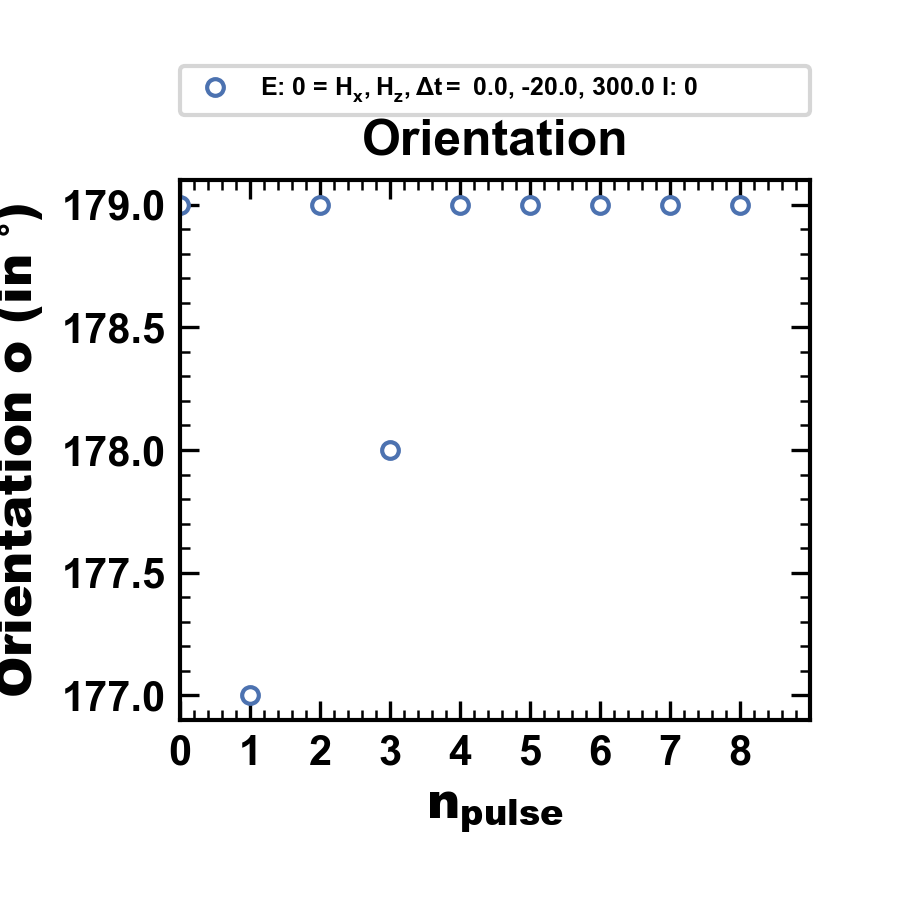 E: 0 = Hx, Hz, Δt = 0.0, -20.0, 300.0 I: 0
Orientation
Orientation o (in °)
179.0
178.5
178.0
177.5
177.0
0 1 2 3 4 5 6 7 8
npulse